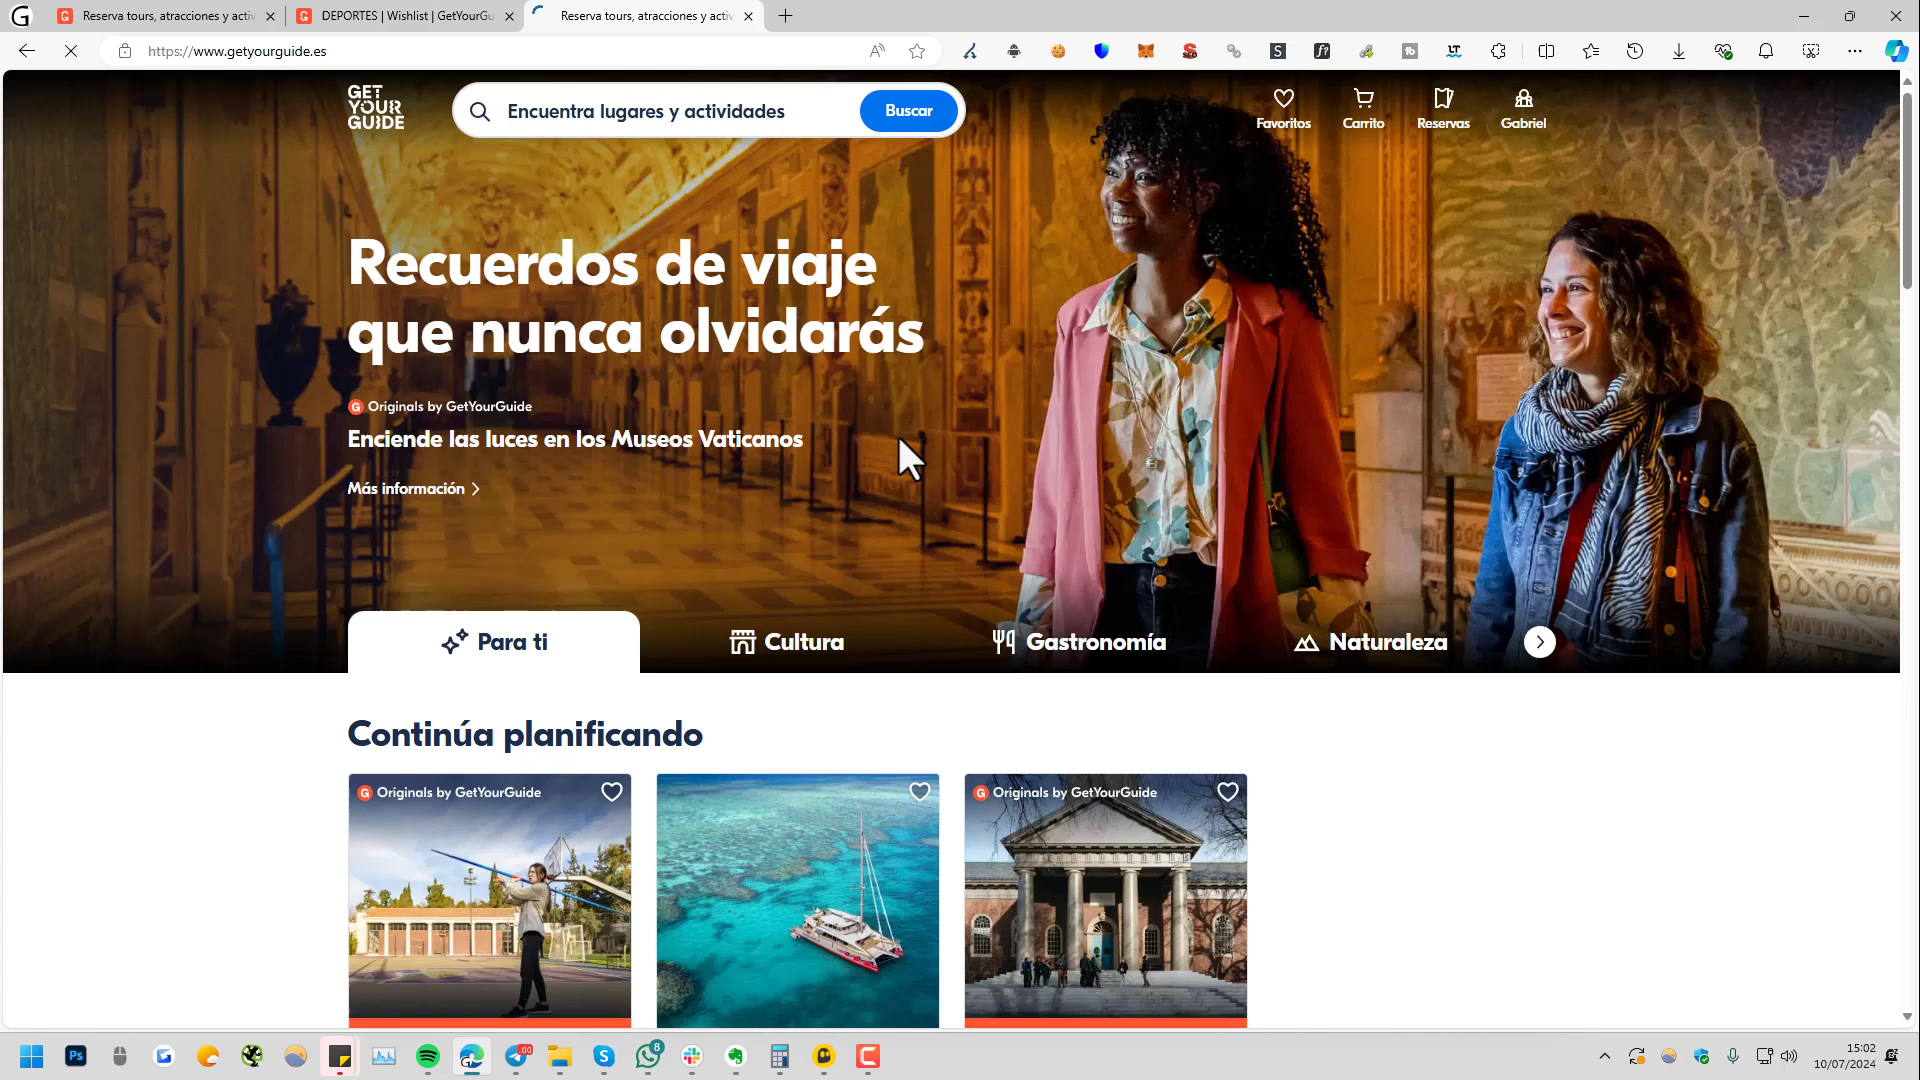 Reserva tours, atracciones y activ
DEPORTES | Wishlist | GetYourGu
Reserva tours, atracciones y activ
https://www.getyourguide.es
GET
YOUR
GUIDE
Encuentra lugares y actividades
Buscar
Favoritos
Carrito
Reservas
Gabriel
Recuerdos de viaje
que nunca olvidarás
G Originals by GetYourGuide
Enciende las luces en los Museos Vaticanos
Más información
Para ti
Cultura
Gastronomía
Naturaleza
Continúa planificando
G Originals by GetYourGuide
G Originals by GetYourGuide
Ps
.00
8
15:02
10/07/2024